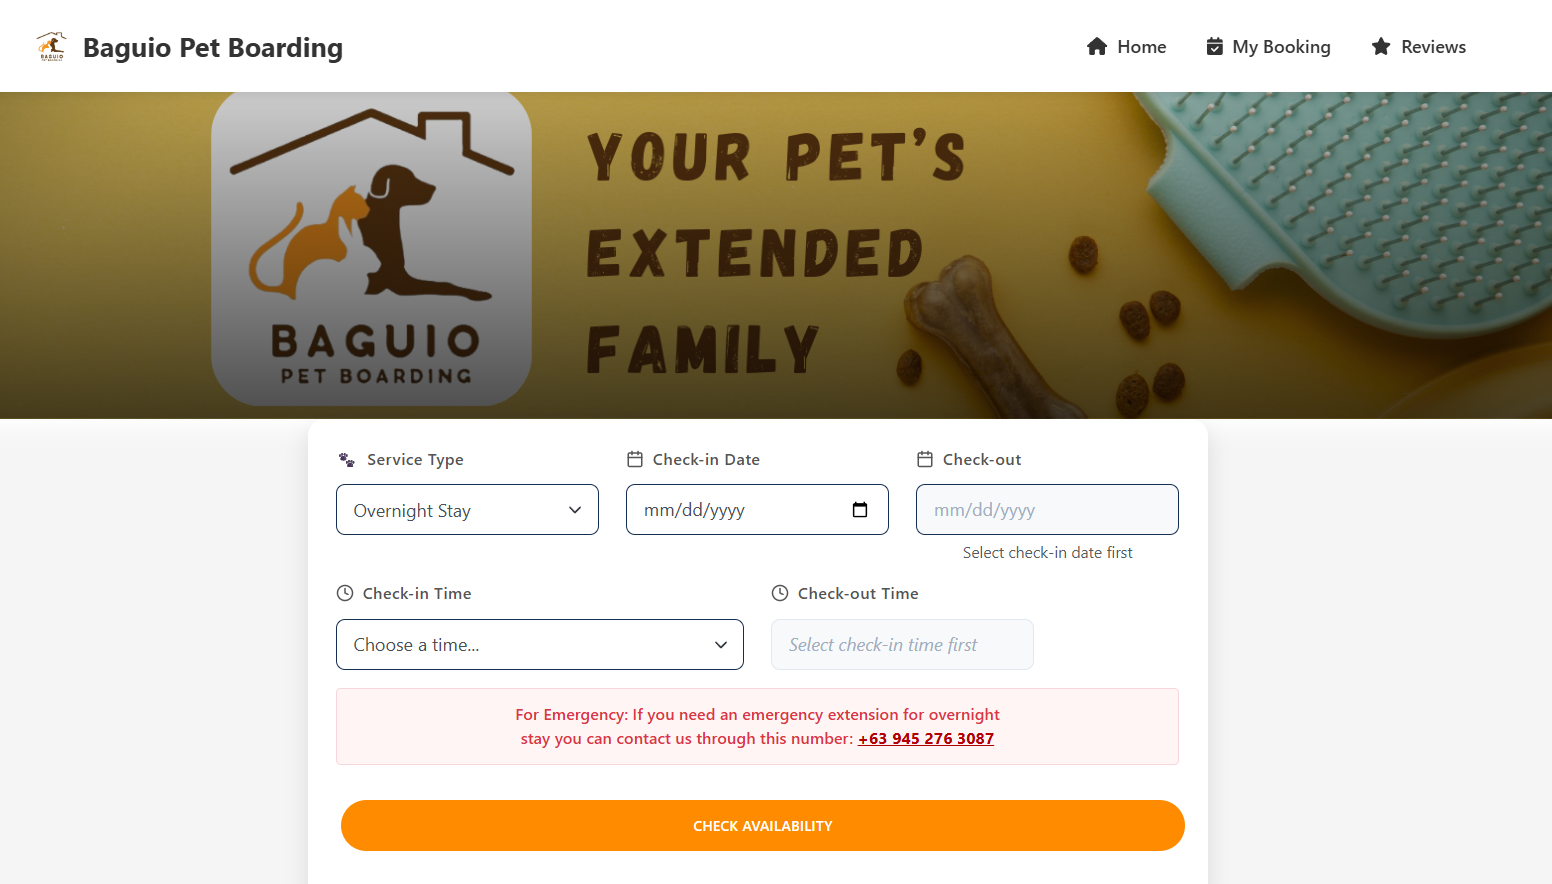 Baguio Pet Boarding
Home
My Booking
Reviews
BAGUIO
PET BOARDING
YOUR PET'S
EXTENDED
FAMILY
BAGUIO
PET BOARDING
Service Type
Check-in Date
Check-out
Overnight Stay
mm/dd/yyyy
mm/dd/yyyy
Select check-in date first
Check-in Time
Check-out Time
Choose a time...
Select check-in time first
For Emergency: If you need an emergency extension for overnight
stay you can contact us through this number: +63 945 276 3087
CHECK AVAILABILITY